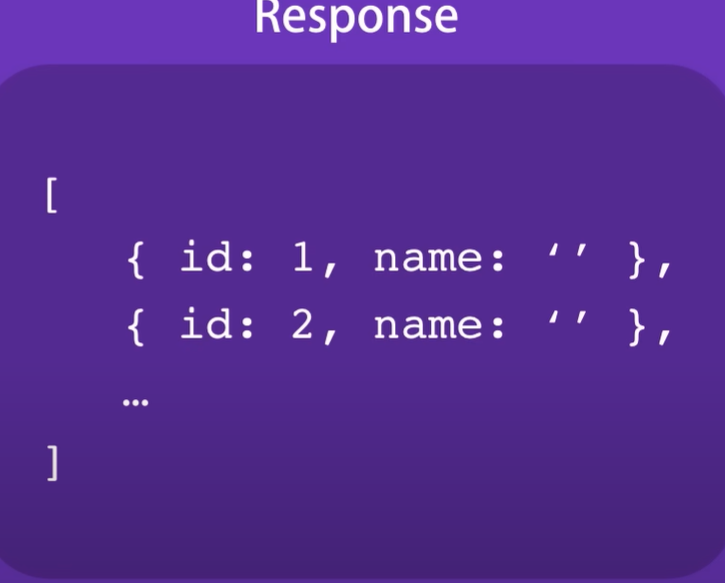 Response
[
{ id: 1, name: ‘’ },
{ id: 2, name: ‘’ },
…
]